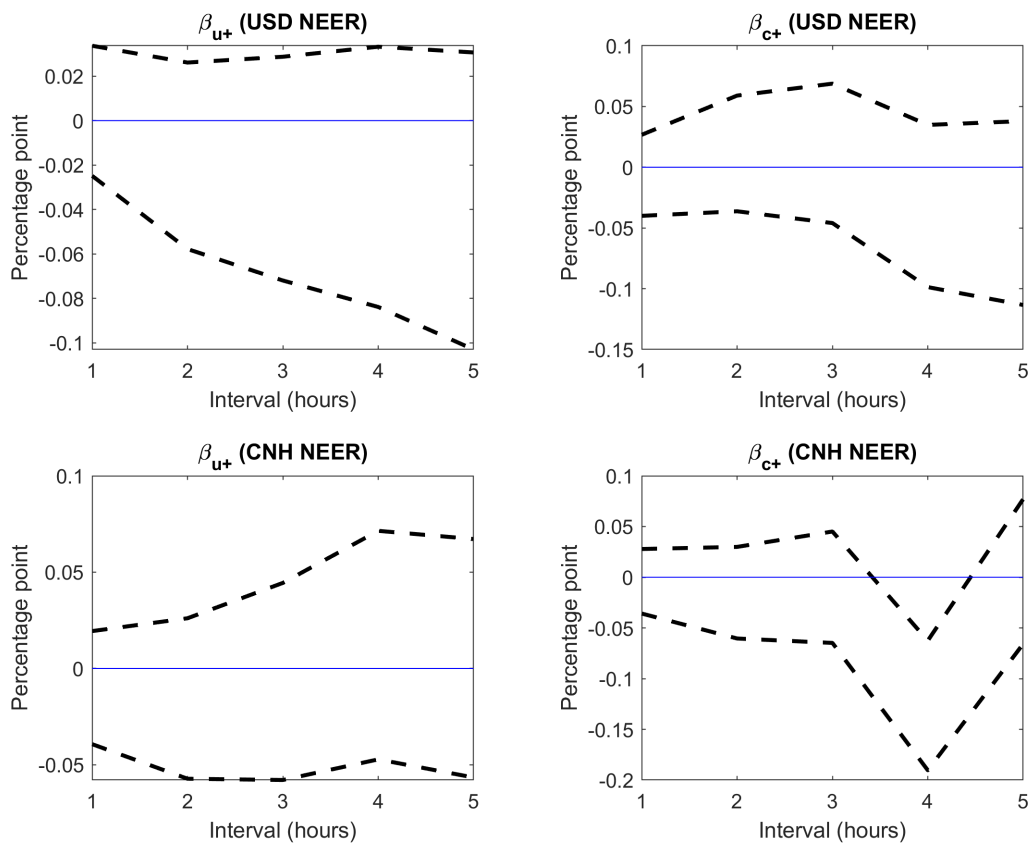 β_u+ (USD NEER)
Percentage point
0.02
0
-0.02
-0.04
-0.06
-0.08
-0.1
1 2 3 4 5
Interval (hours)
β_c+ (USD NEER)
Percentage point
0.1
0.05
0
-0.05
-0.1
-0.15
1 2 3 4 5
Interval (hours)
β_u+ (CNH NEER)
Percentage point
0.1
0.05
0
-0.05
1 2 3 4 5
Interval (hours)
β_c+ (CNH NEER)
Percentage point
0.1
0.05
0
-0.05
-0.1
-0.15
-0.2
1 2 3 4 5
Interval (hours)